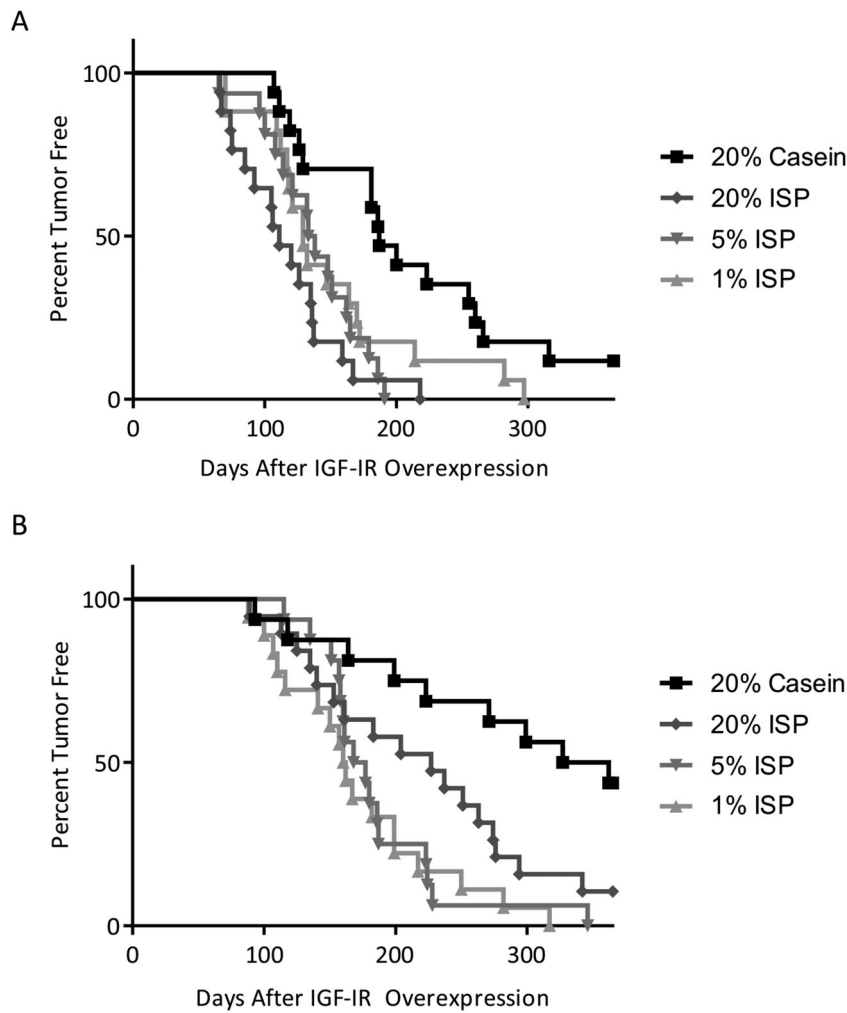 A
100
50
0
0 100 200 300
Percent Tumor Free
Days After IGF-IR Overexpression
20% Casein
20% ISP
5% ISP
1% ISP
B
100
50
0
0 100 200 300
Percent Tumor Free
Days After IGF-IR Overexpression
20% Casein
20% ISP
5% ISP
1% ISP